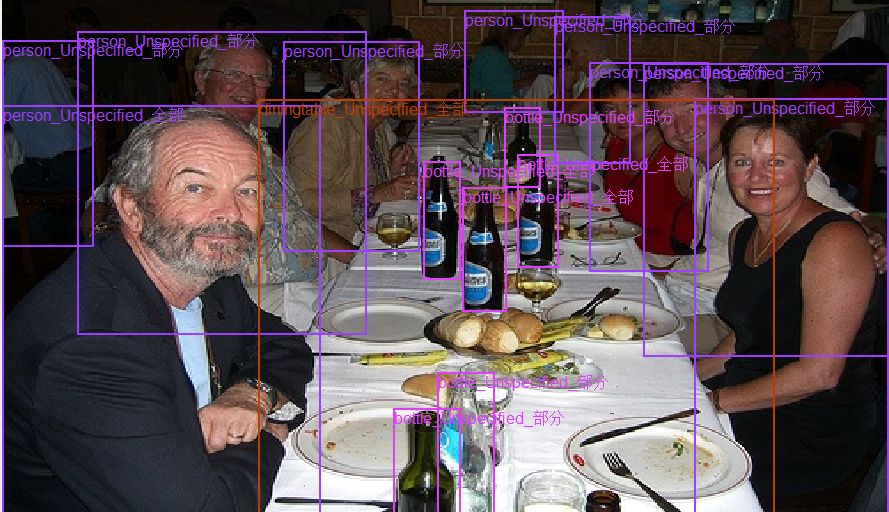 person_Unspecified_部分
person_Unspecified_部分
person_Unspecified_部分
person_Unspecified_部分
person_Unspecified_部分
person_Unspecified_部分
person_Unspecified_部分
person_Unspecified_全部
diningtable_Unspecified_全部
person_Unspecified_部分
bottle_Unspecified_部分
bottle_Unspecified_全部
bottle_Unspecified_全部
bottle_Unspecified_全部
bottle_Unspecified_部分
bottle_Unspecified_部分